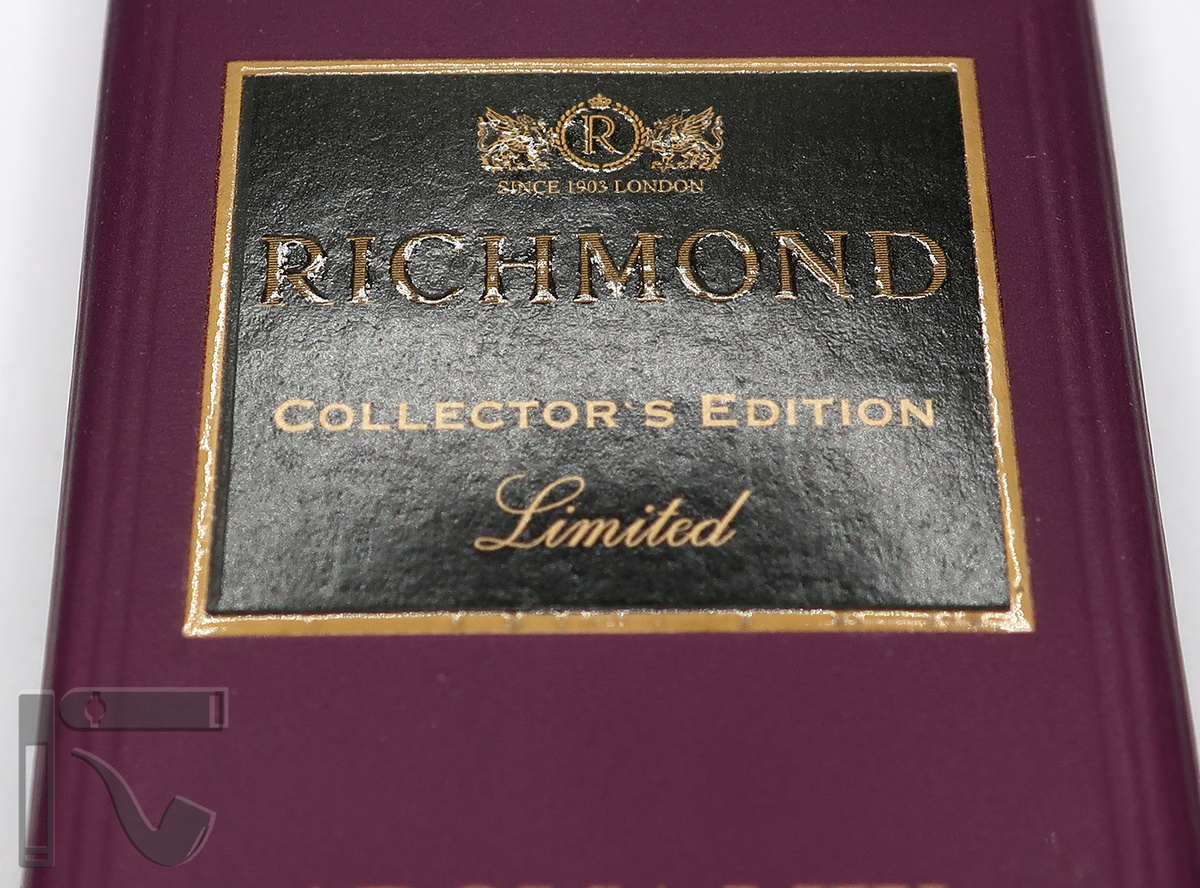 R
SINCE 1903 LONDON
RICHMOND
COLLECTOR`S EDITION
Limited